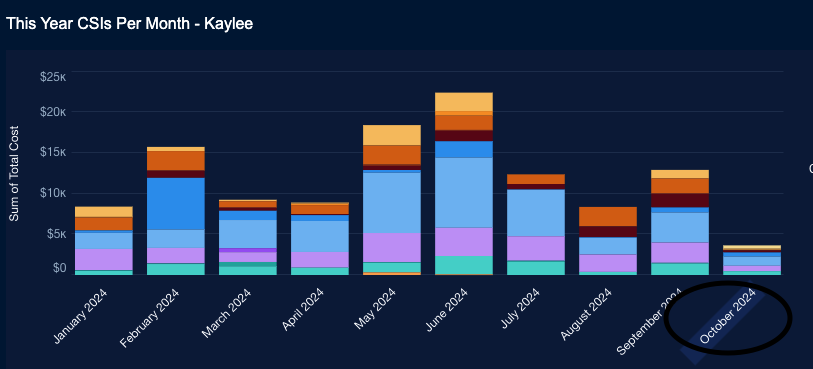 This Year CSIs Per Month - Kaylee
Sum of Total Cost
$25K
$20K
$15K
$10K
$5K
$0
January 2024
February 2024
March 2024
April 2024
May 2024
June 2024
July 2024
August 2024
September 2024
October 2024